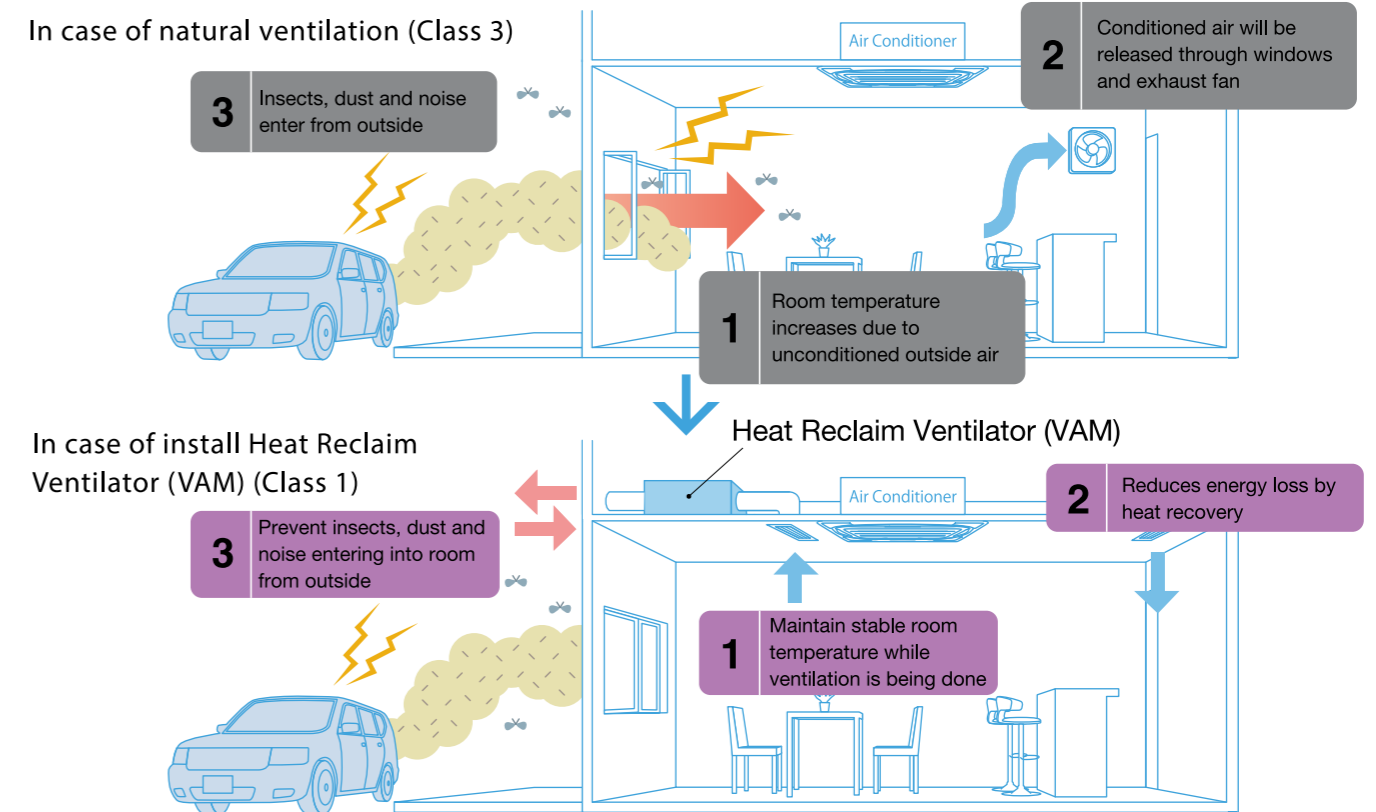 In case of natural ventilation (Class 3)
Air Conditioner
2
Conditioned air will be
released through windows
and exhaust fan
3
Insects, dust and noise
enter from outside
1
Room temperature
increases due to
unconditioned outside air
In case of install Heat Reclaim
Ventilator (VAM) (Class 1)
Heat Reclaim Ventilator (VAM)
Air Conditioner
2
Reduces energy loss by
heat recovery
3
Prevent insects, dust and
noise entering into room
from outside
1
Maintain stable room
temperature while
ventilation is being done